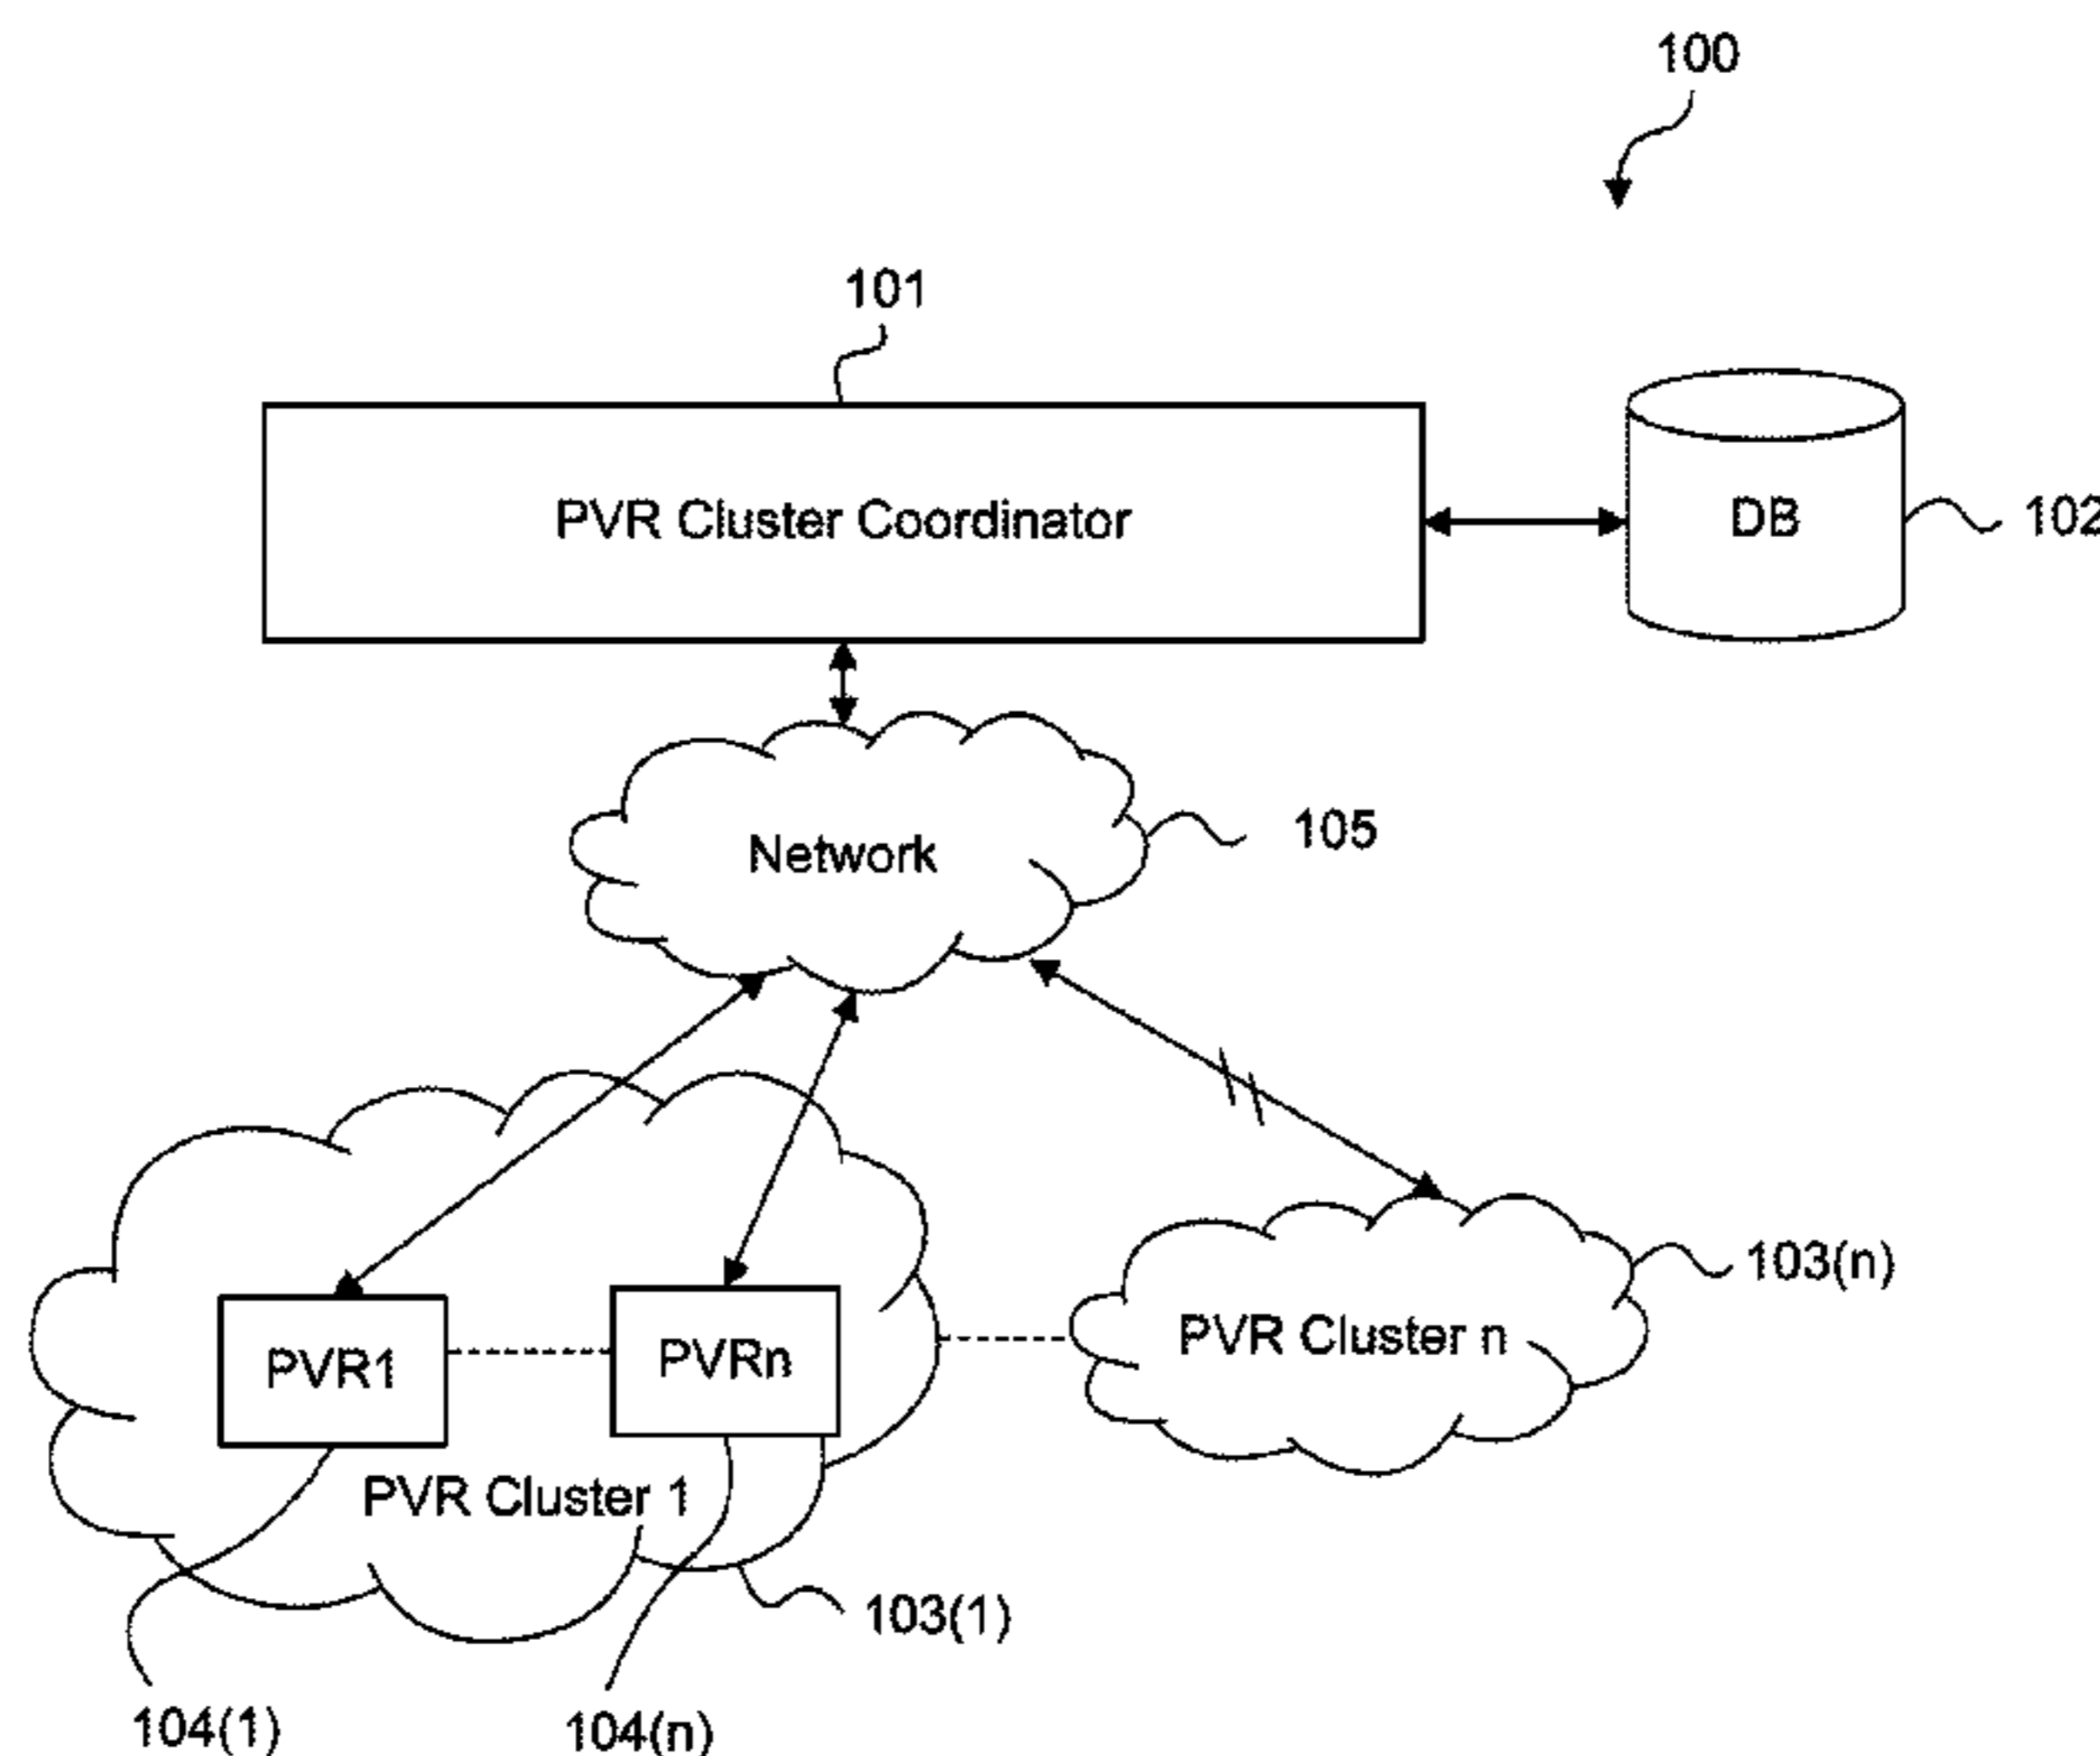 100
101
PVR Cluster Coordinator
DB
102
Network
105
103(n)
PVR Cluster n
PVR1
PVRn
PVR Cluster 1
103(1)
104(1)
104(n)